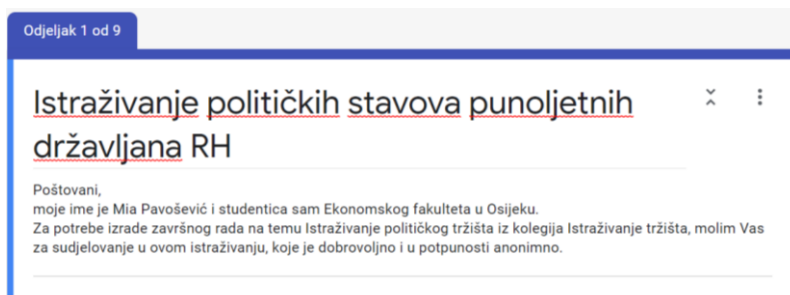 Odjeljak 1 od 9
Istraživanje političkih stavova punoljetnih
državljana RH
Poštovani,
moje ime je Mia Pavošević i studentica sam Ekonomskog fakulteta u Osijeku.
Za potrebe izrade završnog rada na temu Istraživanje političkog tržišta iz kolegija Istraživanje tržišta, molim Vas
za sudjelovanje u ovom istraživanju, koje je dobrovoljno i u potpunosti anonimno.